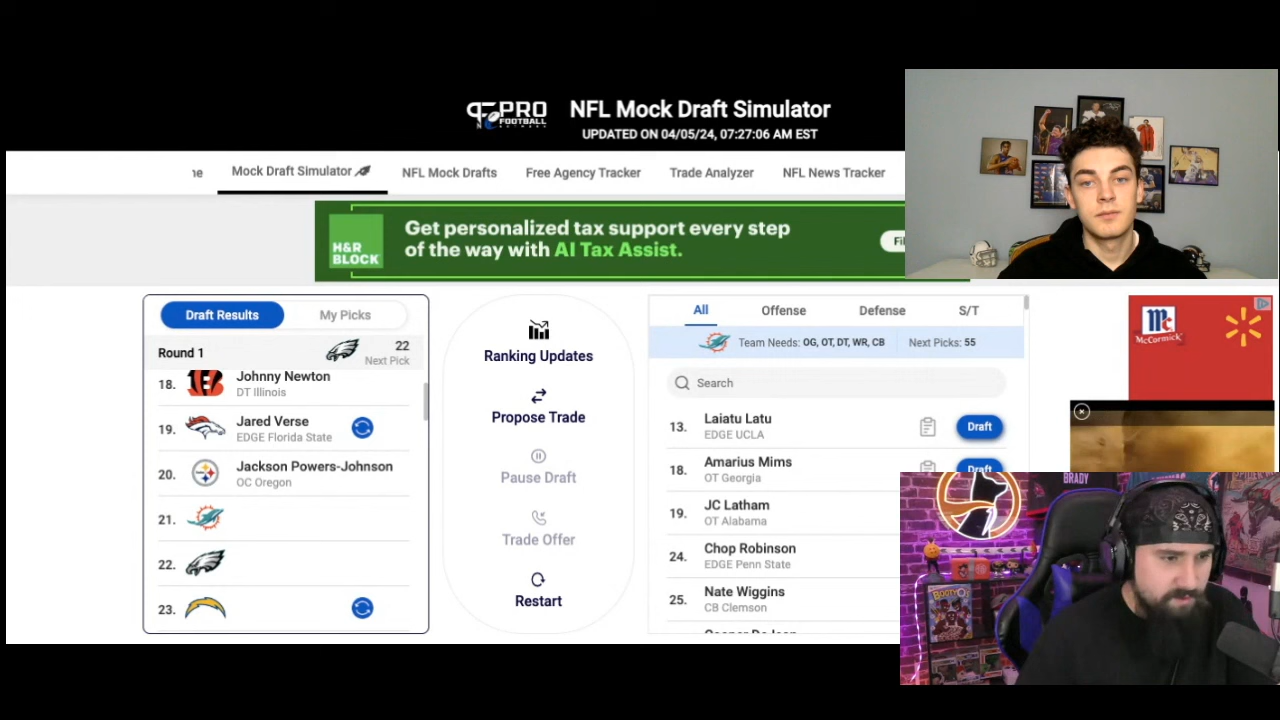 PRO
FOOTBALL
NFL Mock Draft Simulator
UPDATED ON 04/05/24, 07:27:06 AM EST
Mock Draft Simulator
NFL Mock Drafts
Free Agency Tracker
Trade Analyzer
NFL News Tracker
H&R
BLOCK
Get personalized tax support every step
of the way with AI Tax Assist.
Draft Results
My Picks
Round 1
22
Next Pick
18.
Johnny Newton
DT Illinois
19.
Jared Verse
EDGE Florida State
20.
Jackson Powers-Johnson
OC Oregon
21.
22.
23.
Ranking Updates
Propose Trade
Pause Draft
Trade Offer
Restart
All
Offense
Defense
S/T
Team Needs: OG, OT, DT, WR, CB
Next Picks: 55
Search
13.
Laiatu Latu
EDGE UCLA
Draft
18.
Amarius Mims
OT Georgia
Draft
19.
JC Latham
OT Alabama
24.
Chop Robinson
EDGE Penn State
25.
Nate Wiggins
CB Clemson
Mc
McCormick
BRADY